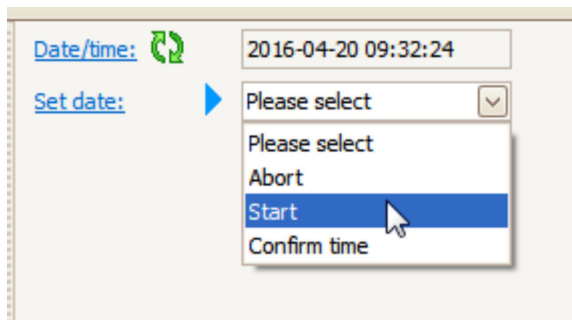 Date/time: 2016-04-20 09:32:24
Set date: Please select
Please select
Abort
Start
Confirm time